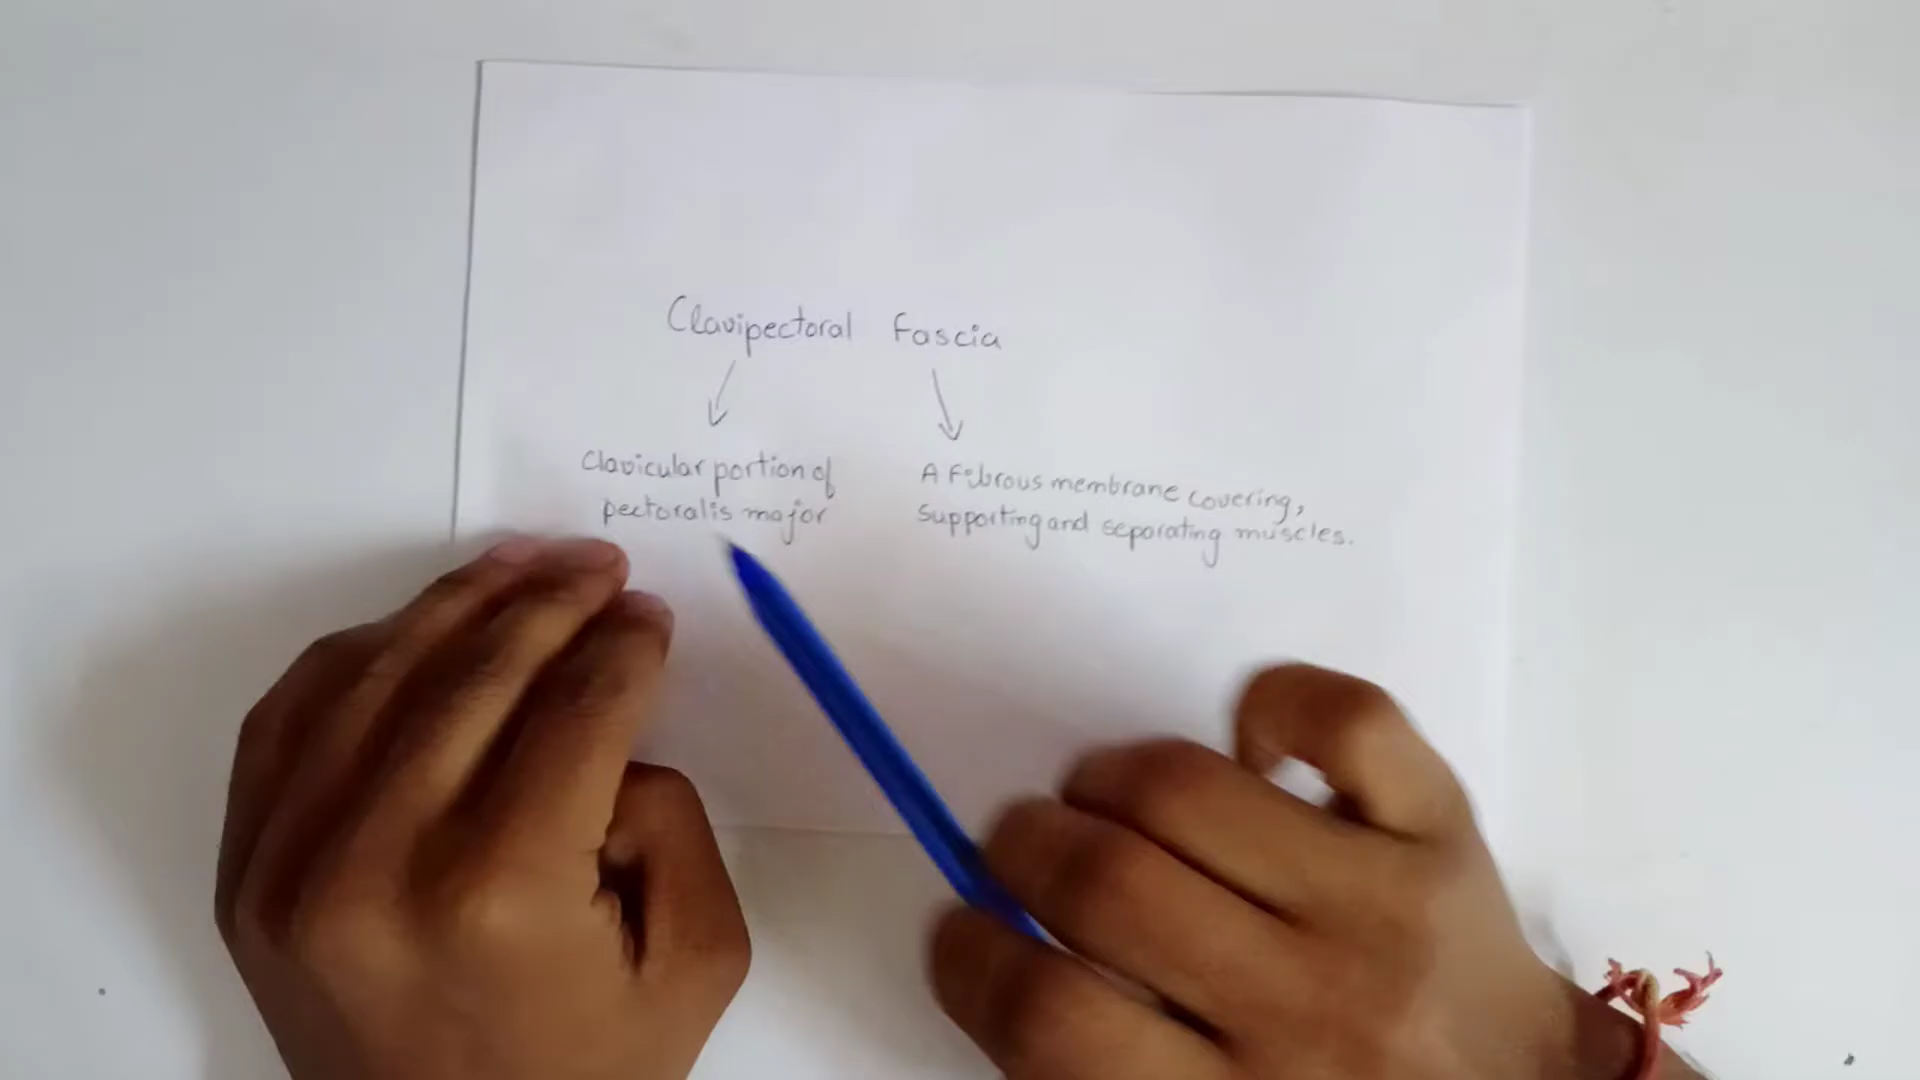 Clavipectoral Fascia
Clavicular portion of
pectoralis major
A Fibrous membrane covering,
Supporting and separating muscles.